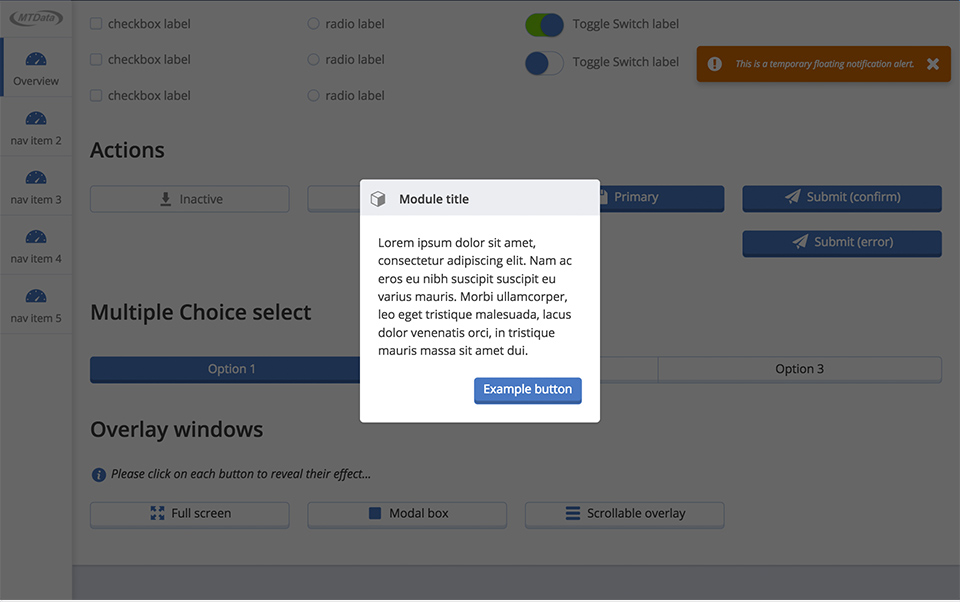 MTData
Overview
nav item 2
nav item 3
nav item 4
nav item 5
checkbox label
radio label
Toggle Switch label
checkbox label
radio label
Toggle Switch label
This is a temporary floating notification alert.
checkbox label
radio label
Actions
Inactive
Primary
Submit (confirm)
Submit (error)
Module title
Lorem ipsum dolor sit amet,
consectetur adipiscing elit. Nam ac
eros eu nibh suscipit suscipit eu
varius mauris. Morbi ullamcorper,
leo eget tristique malesuada, lacus
dolor venenatis orci, in tristique
mauris massa sit amet dui.
Example button
Multiple Choice select
Option 1
Option 3
Overlay windows
Please click on each button to reveal their effect...
Full screen
Modal box
Scrollable overlay